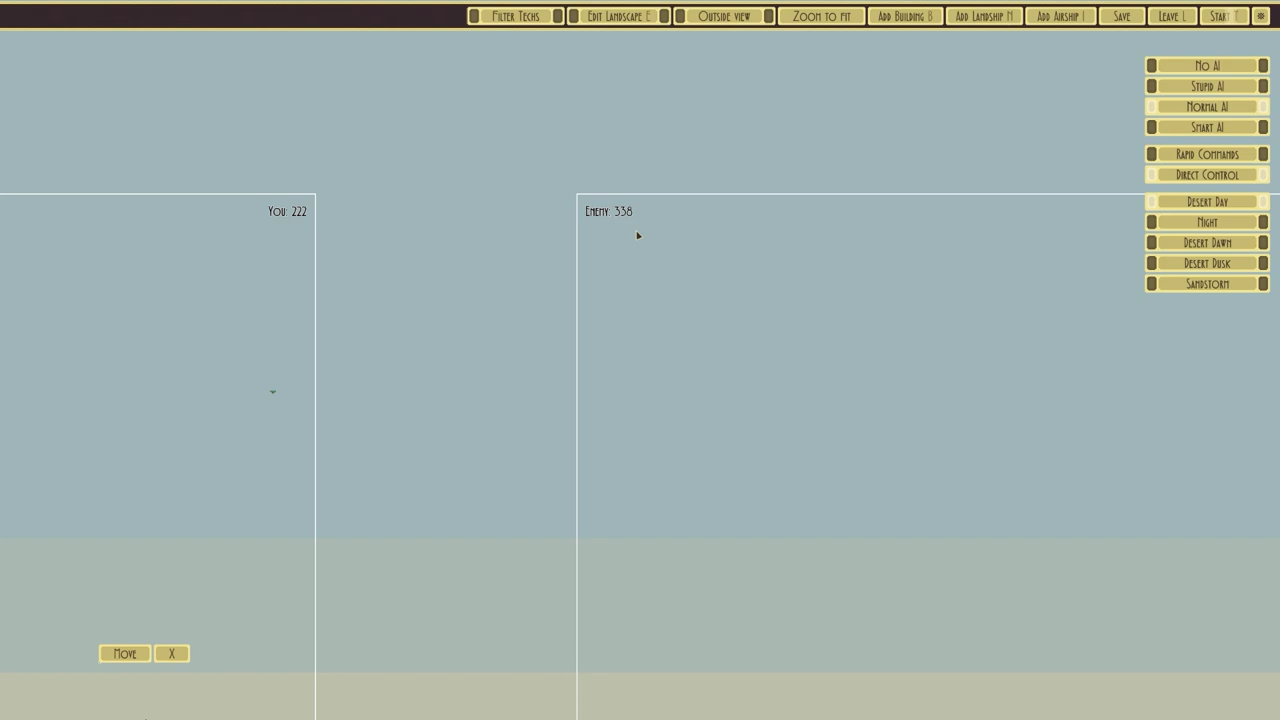 Filter Techs Edit Landscape E Outside view Zoom to fit Add Building B Add Landship N Add Airship I Save Leave L Start
No AI
Stupid AI
Normal AI
Smart AI
Rapid Commands
Direct Control
Desert Day
You: 222 Enemy: 338
Night
Desert Dawn
Desert Dusk
Sandstorm
Move X